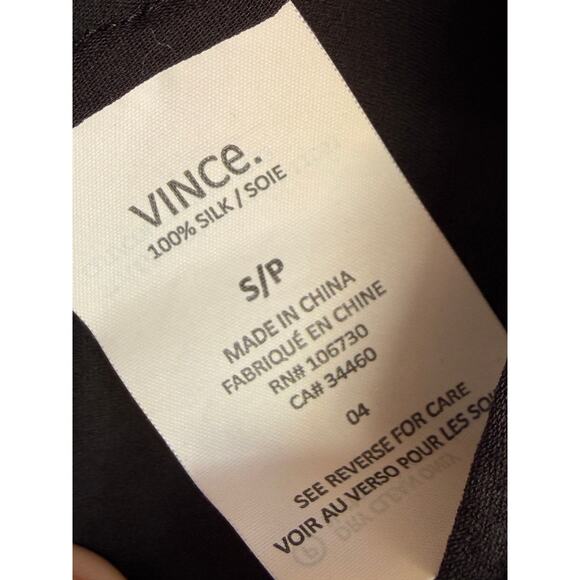 VINCe.
100% SILK / SOIE
S/P
MADE IN CHINA
FABRIQUÉ EN CHINE
RN# 106730
CA# 34460
04
SEE REVERSE FOR CARE
VOIR AU VERSO POUR LES